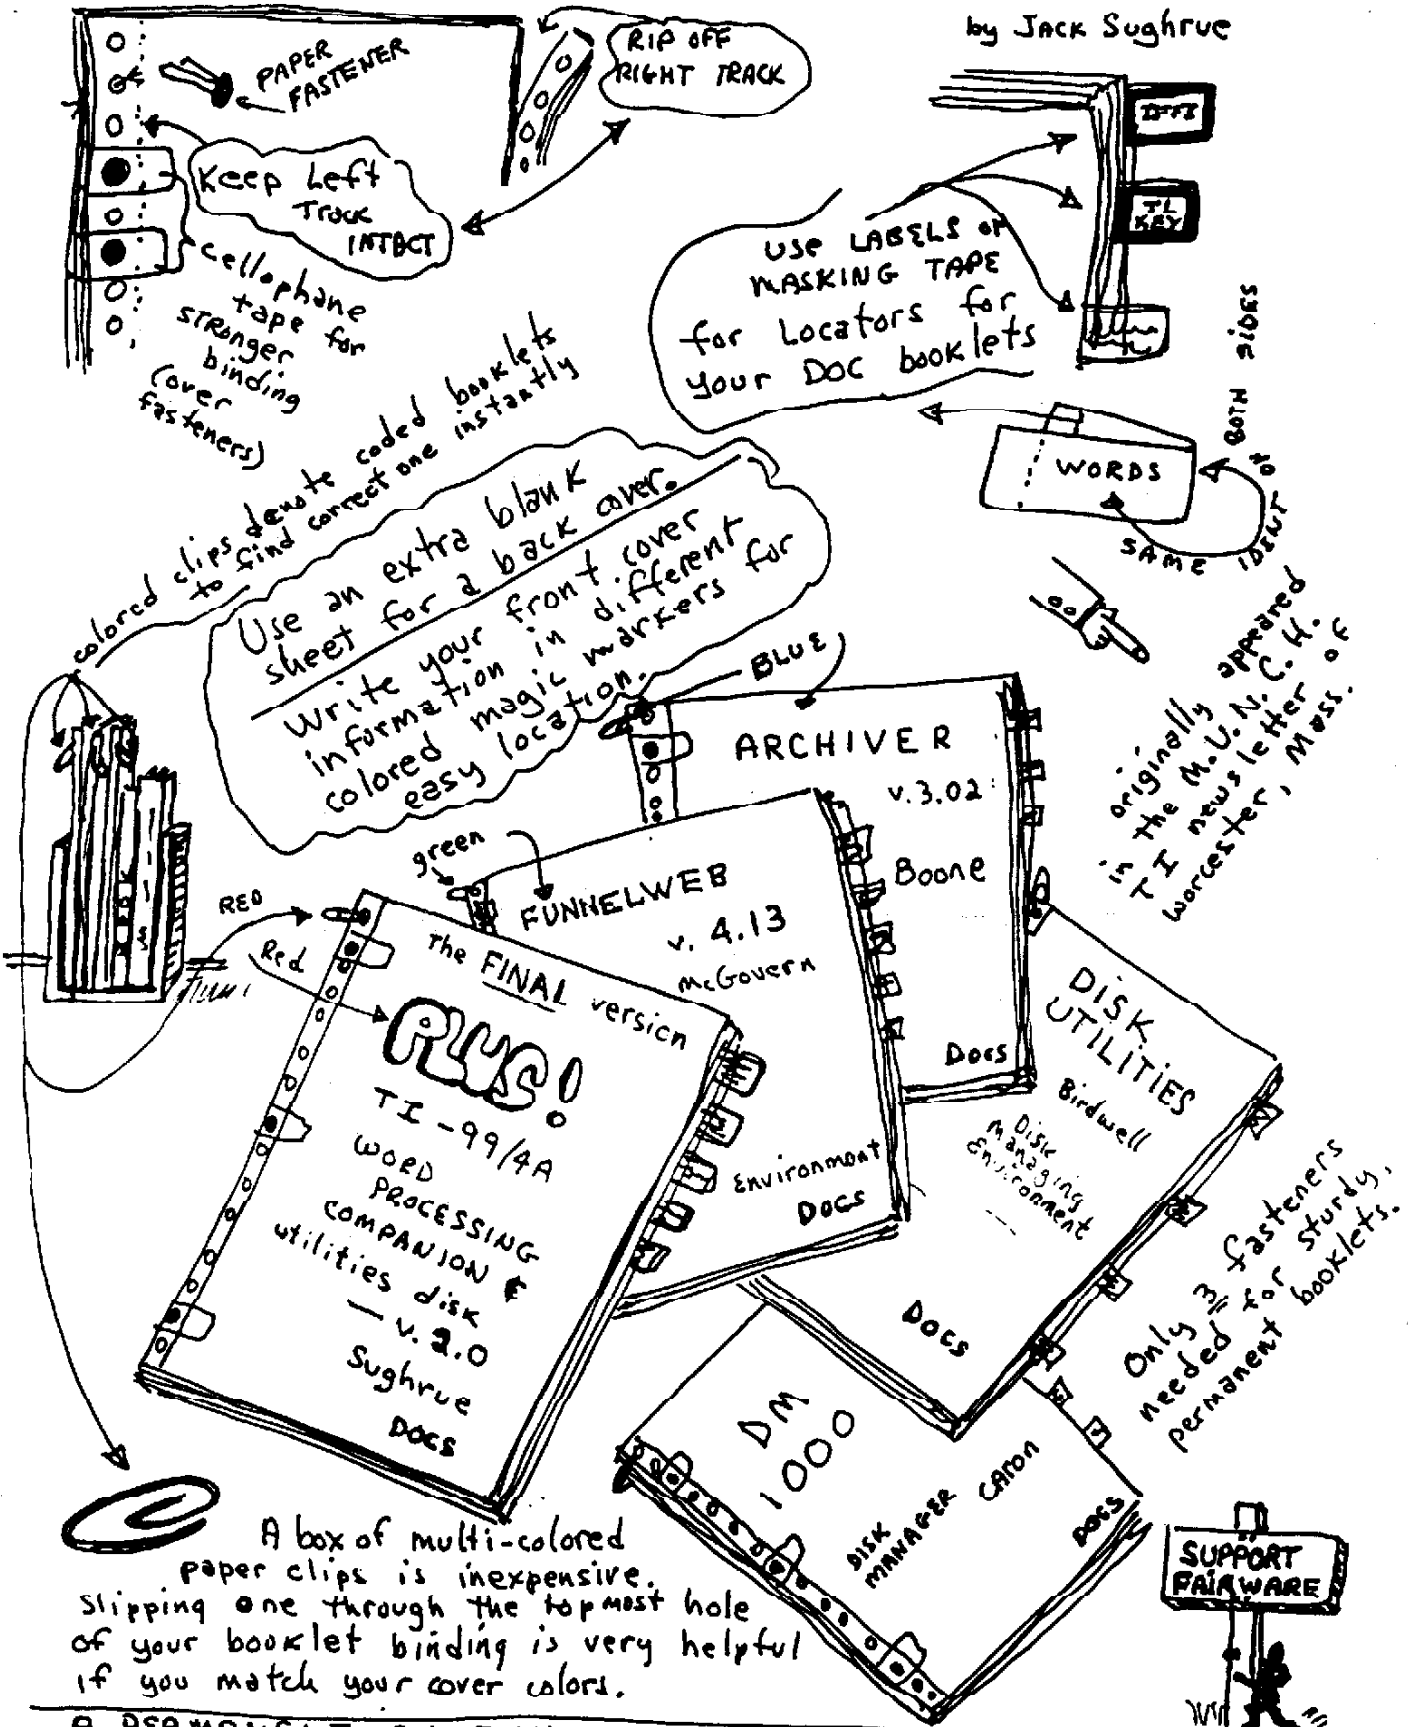 by JACK Sughrue
PAPER
FASTENER
RIP OFF
RIGHT TRACK
Keep Left
Track
INTACT
cellophane
tape for
stronger
binding
(over
fasteners)
TL
KEY
USE LABELS or
MASKING TAPE
for Locators for
your DOC booklets
WORDS
SAME IDENT ON BOTH SIDES
colored clips denote coded booklets
to find correct one instantly
Use an extra blank
sheet for a back cover.
Write your front cover
information in different
colored magic markers for
easy location.
originally appeared
in the M.U.N.C.H.
TI newsletter of
Worcester, Mass.
BLUE
ARCHIVER
v.3.02
Boone
Docs
green
FUNNELWEB
v. 4.13
McGovern
Environment
DOCS
RED
Red
The FINAL version
PLUS!
TI-99/4A
WORD
PROCESSING
COMPANION &
utilities disk
— v. 2.0
Sughrue
DOCS
DISK
UTILITIES
Birdwell
Disk
Managing
Environment
DOCS
Only 3 fasteners
needed for sturdy,
permanent booklets.
DM
1000
DISK
MANAGER
CARON
DOCS
A box of multi-colored
paper clips is inexpensive.
Slipping one through the topmost hole
of your booklet binding is very helpful
if you match your cover colors.
SUPPORT
FAIRWARE